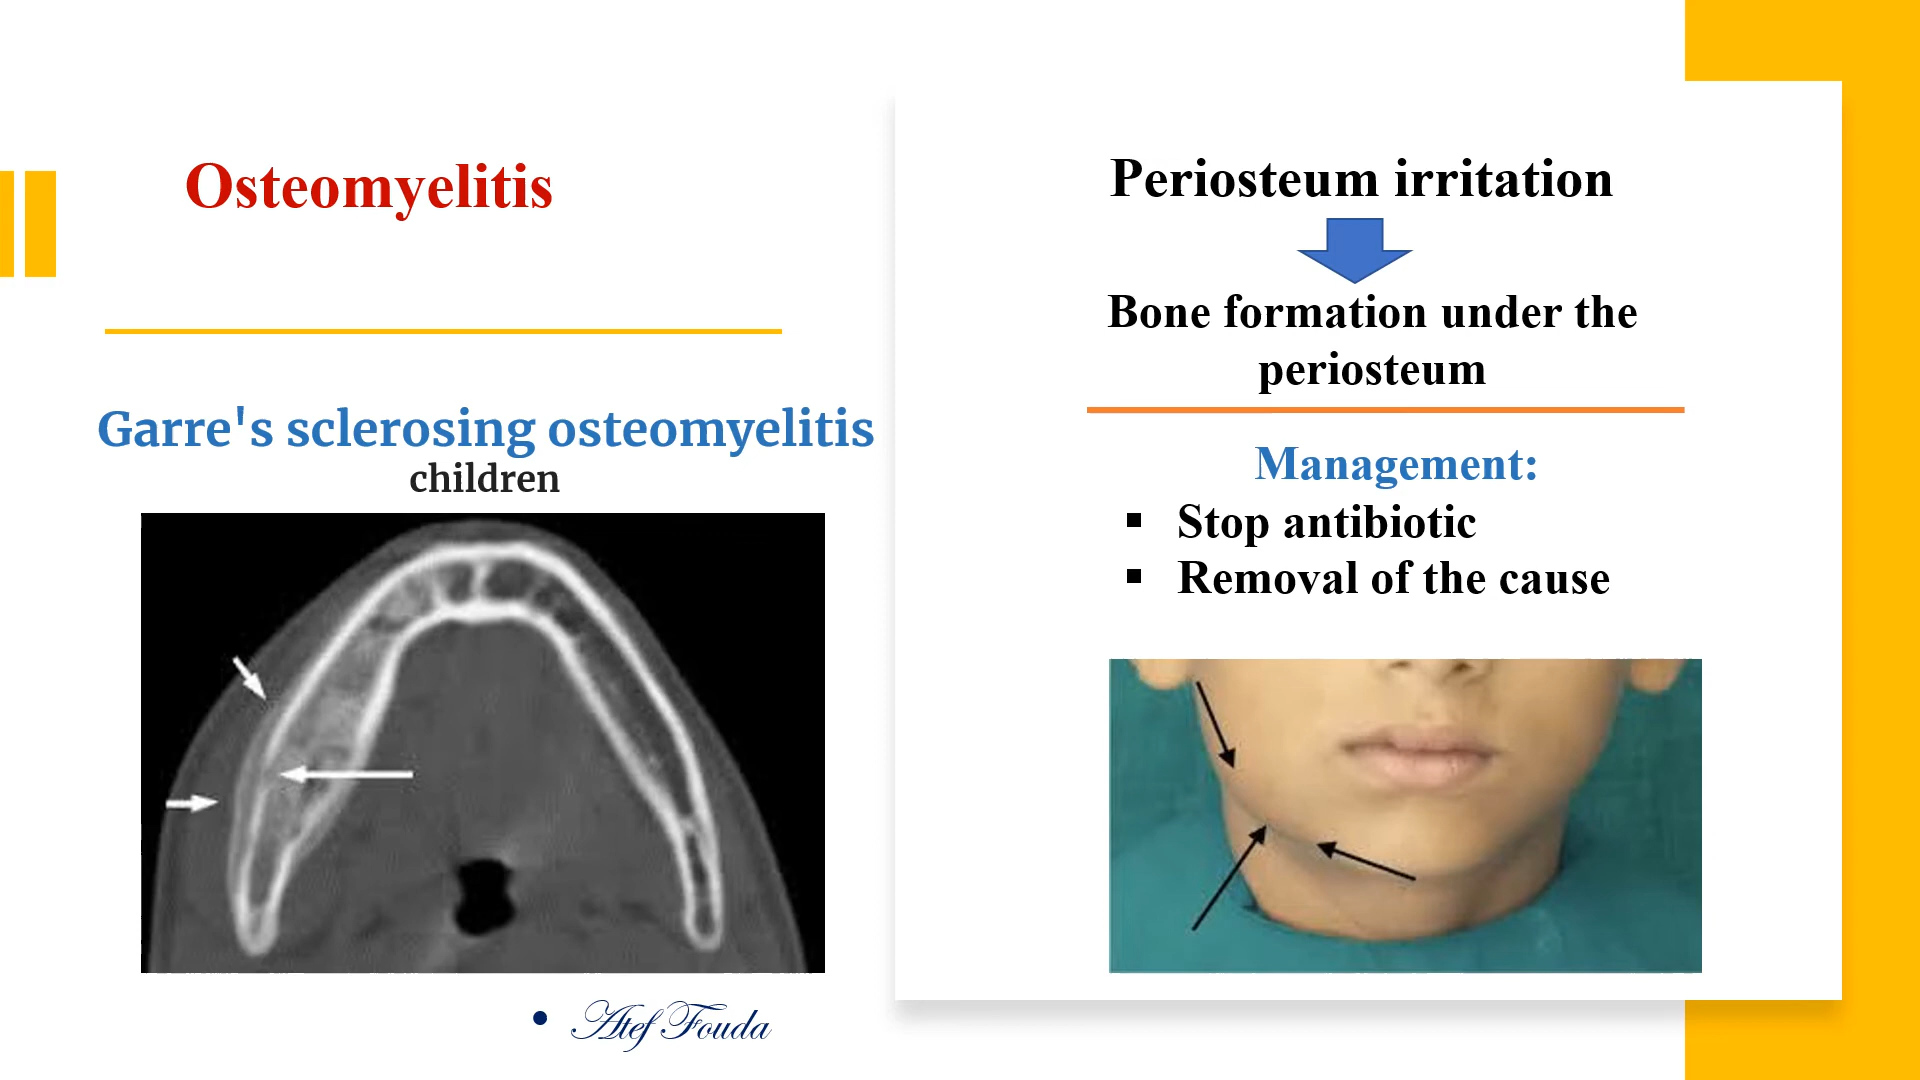 Osteomyelitis
Garre's sclerosing osteomyelitis
children
• Atef Fouda
Periosteum irritation
Bone formation under the
periosteum
Management:
▪ Stop antibiotic
▪ Removal of the cause